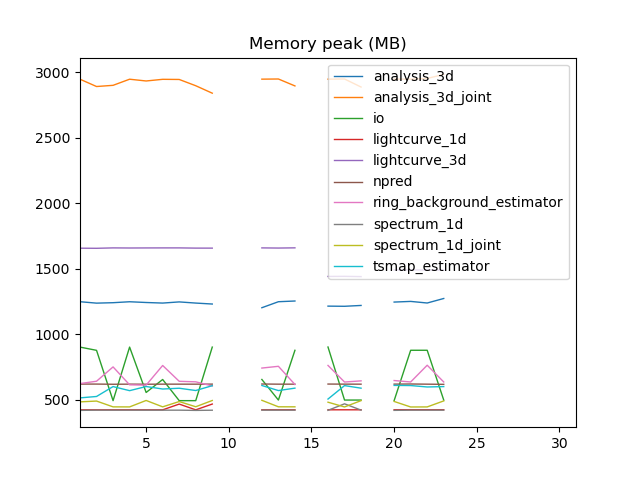 Memory peak (MB)
3000
2500
2000
1500
1000
500
5
10
15
20
25
30
analysis_3d
analysis_3d_joint
io
lightcurve_1d
lightcurve_3d
npred
ring_background_estimator
spectrum_1d
spectrum_1d_joint
tsmap_estimator